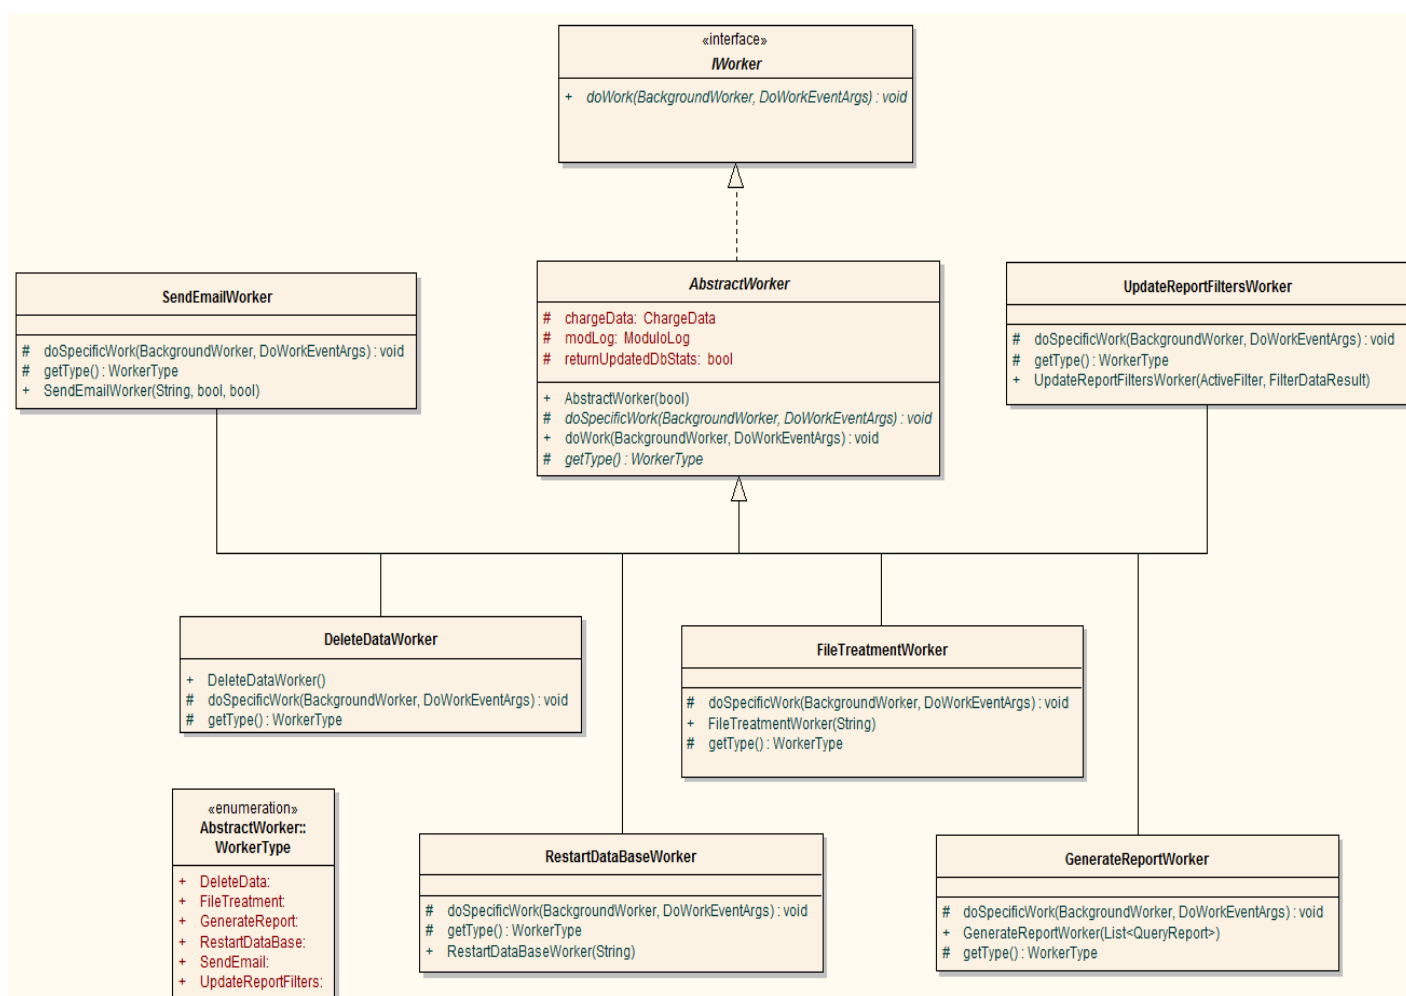 «interface»
IWorker
+ doWork(BackgroundWorker, DoWorkEventArgs) : void
SendEmailWorker
# doSpecificWork(BackgroundWorker, DoWorkEventArgs) : void
# getType() : WorkerType
+ SendEmailWorker(String, bool, bool)
AbstractWorker
# chargeData: ChargeData
# modLog: ModuloLog
# returnUpdatedDbStats: bool
+ AbstractWorker(bool)
# doSpecificWork(BackgroundWorker, DoWorkEventArgs) : void
+ doWork(BackgroundWorker, DoWorkEventArgs) : void
# getType() : WorkerType
UpdateReportFiltersWorker
# doSpecificWork(BackgroundWorker, DoWorkEventArgs) : void
# getType() : WorkerType
+ UpdateReportFiltersWorker(ActiveFilter, FilterDataResult)
DeleteDataWorker
+ DeleteDataWorker()
# doSpecificWork(BackgroundWorker, DoWorkEventArgs) : void
# getType() : WorkerType
FileTreatmentWorker
# doSpecificWork(BackgroundWorker, DoWorkEventArgs) : void
+ FileTreatmentWorker(String)
# getType() : WorkerType
«enumeration»
AbstractWorker::
WorkerType
+ DeleteData:
+ FileTreatment:
+ GenerateReport:
+ RestartDataBase:
+ SendEmail:
+ UpdateReportFilters:
RestartDataBaseWorker
# doSpecificWork(BackgroundWorker, DoWorkEventArgs) : void
# getType() : WorkerType
+ RestartDataBaseWorker(String)
GenerateReportWorker
# doSpecificWork(BackgroundWorker, DoWorkEventArgs) : void
+ GenerateReportWorker(List<QueryReport>)
# getType() : WorkerType